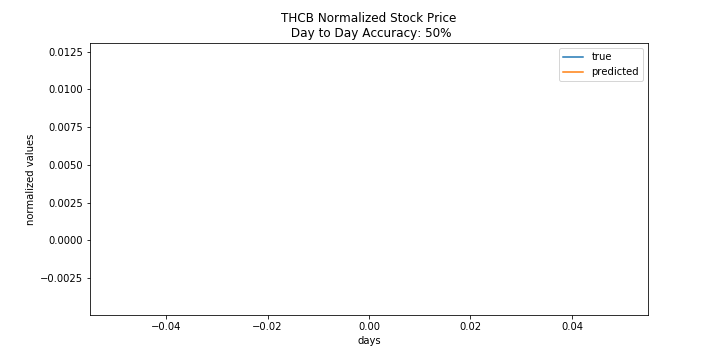 THCB Normalized Stock Price
Day to Day Accuracy: 50%
true
predicted
normalized values
0.0125
0.0100
0.0075
0.0050
0.0025
0.0000
−0.0025
−0.04
−0.02
0.00
0.02
0.04
days